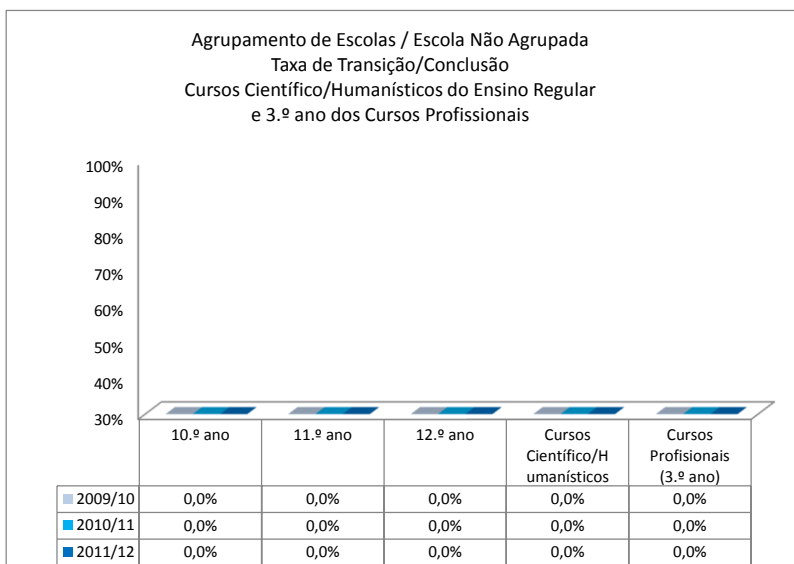 Agrupamento de Escolas / Escola Não Agrupada
Taxa de Transição/Conclusão
Cursos Científico/Humanísticos do Ensino Regular
e 3.º ano dos Cursos Profissionais
100%
90%
80%
70%
60%
50%
40%
30%
10.º ano 11.º ano 12.º ano Cursos Científico/H umanísticos Cursos Profisionais (3.º ano)
2009/10 0,0% 0,0% 0,0% 0,0% 0,0%
2010/11 0,0% 0,0% 0,0% 0,0% 0,0%
2011/12 0,0% 0,0% 0,0% 0,0% 0,0%